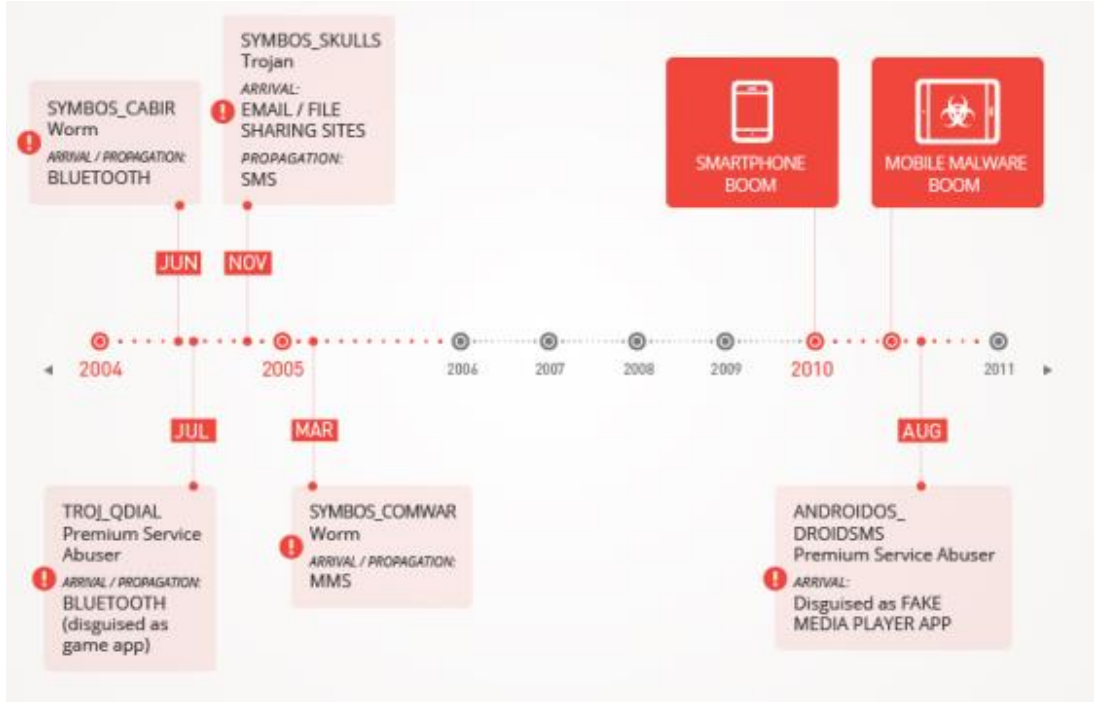 SYMBOS_CABIR
Worm
ARRIVAL / PROPAGATION:
BLUETOOTH
SYMBOS_SKULLS
Trojan
ARRIVAL:
EMAIL / FILE
SHARING SITES
PROPAGATION:
SMS
SMARTPHONE
BOOM
MOBILE MALWARE
BOOM
JUN
NOV
2004
2005
2006
2007
2008
2009
2010
2011
JUL
MAR
AUG
TROJ_QDIAL
Premium Service
Abuser
ARRIVAL / PROPAGATION:
BLUETOOTH
(disguised as
game app)
SYMBOS_COMWAR
Worm
ARRIVAL / PROPAGATION:
MMS
ANDROIDOS_
DROIDSMS
Premium Service Abuser
ARRIVAL:
Disguised as FAKE
MEDIA PLAYER APP